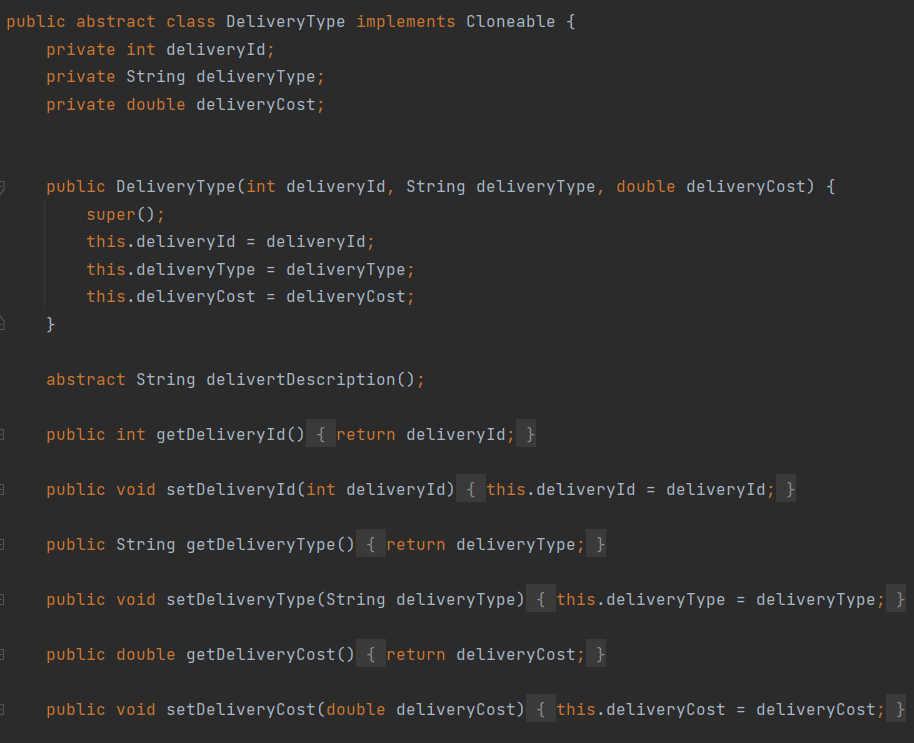 public abstract class DeliveryType implements Cloneable {
private int deliveryId;
private String deliveryType;
private double deliveryCost;
public DeliveryType(int deliveryId, String deliveryType, double deliveryCost) {
super();
this.deliveryId = deliveryId;
this.deliveryType = deliveryType;
this.deliveryCost = deliveryCost;
}
abstract String delivertDescription();
public int getDeliveryId() { return deliveryId; }
public void setDeliveryId(int deliveryId) { this.deliveryId = deliveryId; }
public String getDeliveryType() { return deliveryType; }
public void setDeliveryType(String deliveryType) { this.deliveryType = deliveryType; }
public double getDeliveryCost() { return deliveryCost; }
public void setDeliveryCost(double deliveryCost) { this.deliveryCost = deliveryCost; }